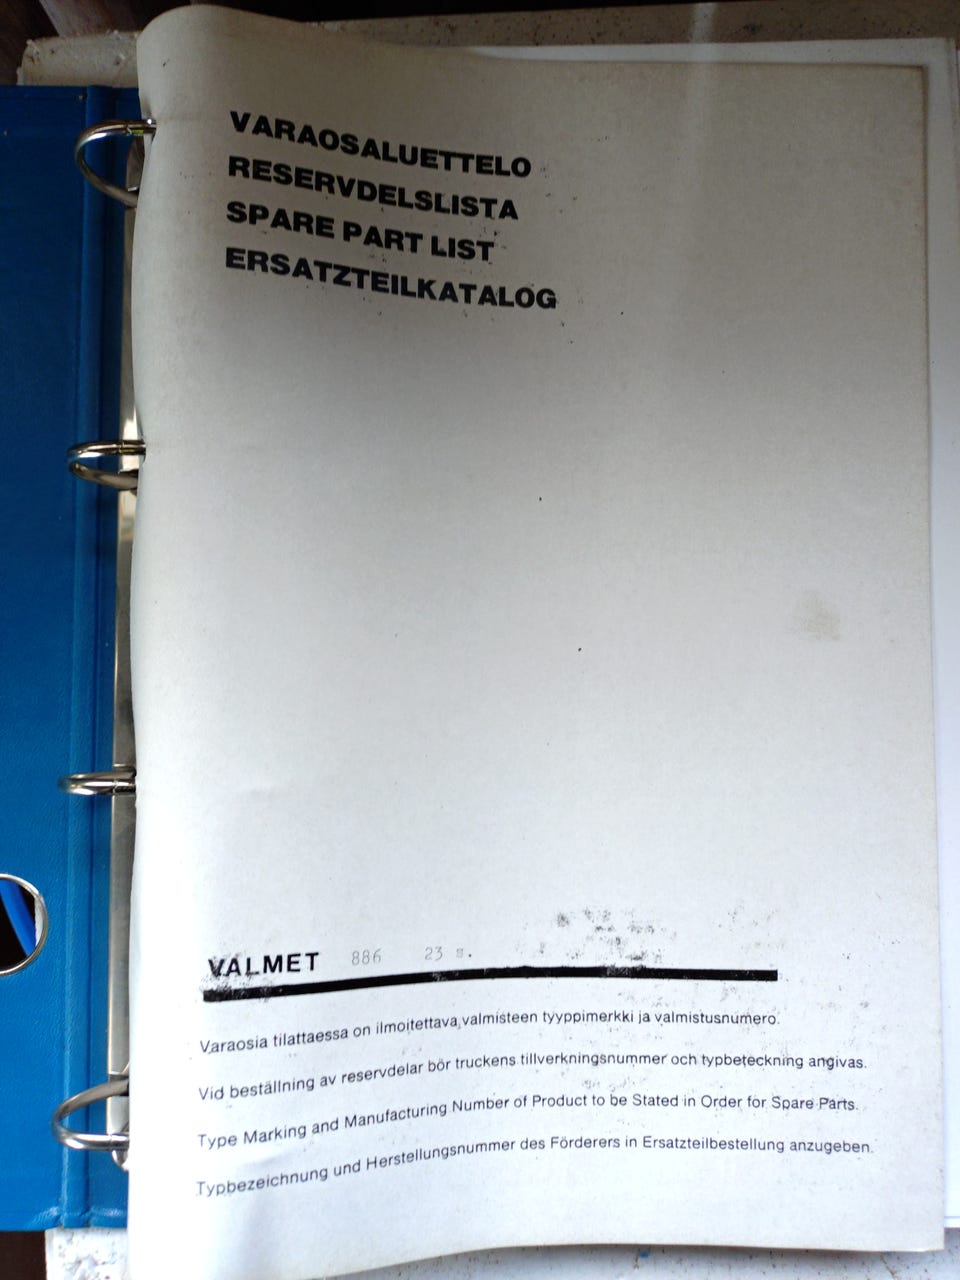 VARAOSALUETTELO
RESERVDELSLISTA
SPARE PART LIST
ERSATZTEILKATALOG
VALMET 886 23 s.
Varaosia tilattaessa on ilmoitettava valmisteen tyyppimerkki ja valmistusnumero.
Vid beställning av reservdelar bör truckens tillverkningsnummer och typbeteckning angivas.
Type Marking and Manufacturing Number of Product to be Stated in Order for Spare Parts.
Typbezeichnung und Herstellungsnummer des Förderers in Ersatzteilbestellung anzugeben.